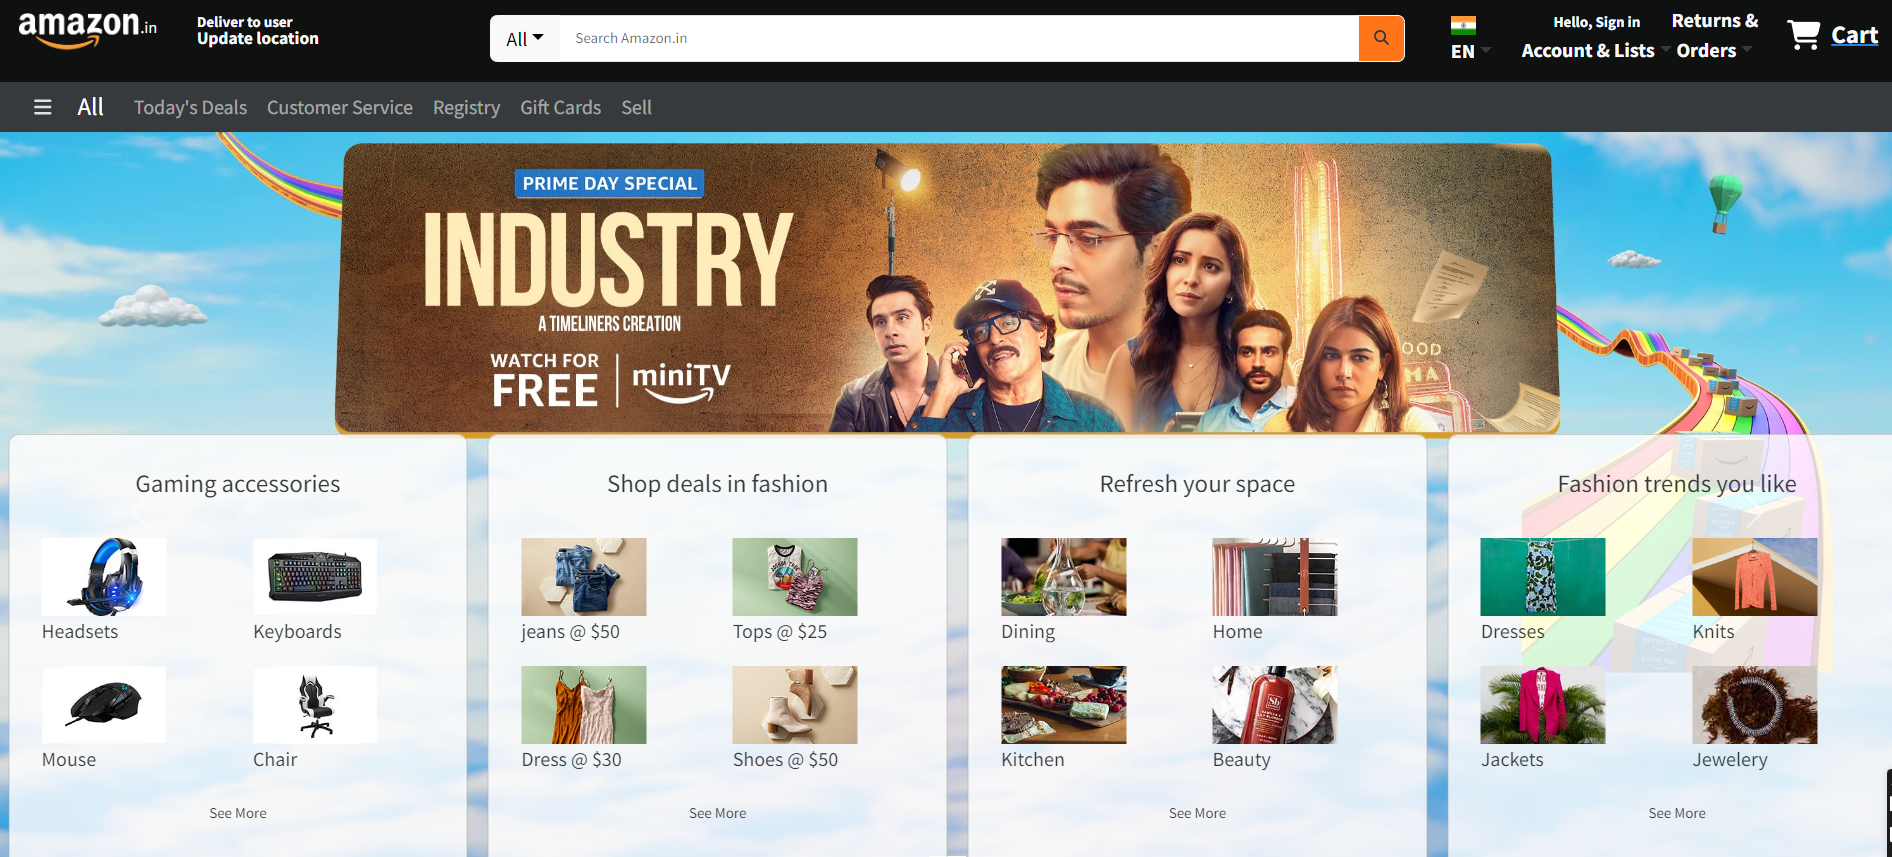 amazon.in
Deliver to user
Update location
All
Search Amazon.in
EN
Hello, Sign in
Account & Lists
Returns &
Orders
Cart
All
Today's Deals
Customer Service
Registry
Gift Cards
Sell
PRIME DAY SPECIAL
INDUSTRY
A TIMELINERS CREATION
WATCH FOR
FREE
miniTV
OOD
MA
Gaming accessories
Headsets
Keyboards
Mouse
Chair
See More
Shop deals in fashion
jeans @ $50
Tops @ $25
Dress @ $30
Shoes @ $50
See More
Refresh your space
Dining
Home
Kitchen
Beauty
See More
Fashion trends you like
Dresses
Knits
Jackets
Jewelery
See More